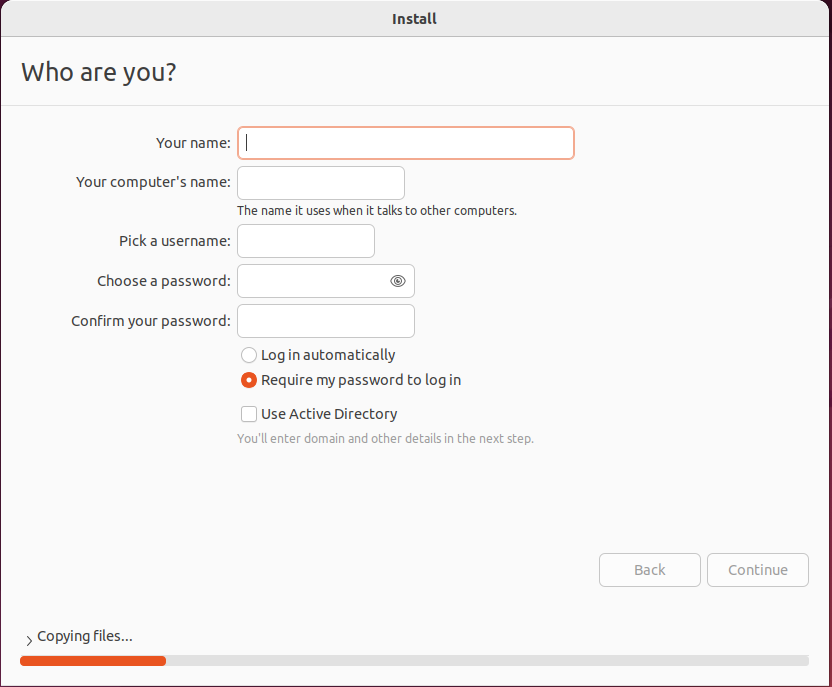 Install
Who are you?
Your name:
Your computer's name:
The name it uses when it talks to other computers.
Pick a username:
Choose a password:
Confirm your password:
Log in automatically
Require my password to log in
Use Active Directory
You'll enter domain and other details in the next step.
Back Continue
Copying files...